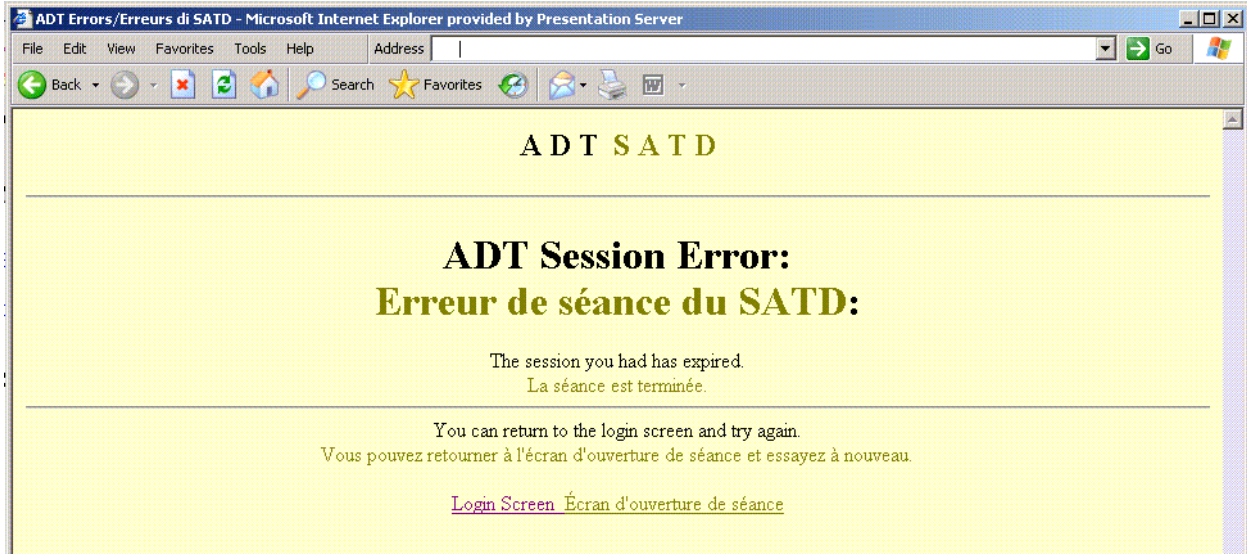 ADT Errors/Erreurs di SATD - Microsoft Internet Explorer provided by Presentation Server
File Edit View Favorites Tools Help Address Go
Back Search Favorites
A D T S A T D
ADT Session Error:
Erreur de séance du SATD:
The session you had has expired.
La séance est terminée.
You can return to the login screen and try again.
Vous pouvez retourner à l'écran d'ouverture de séance et essayez à nouveau.
Login Screen Écran d'ouverture de séance